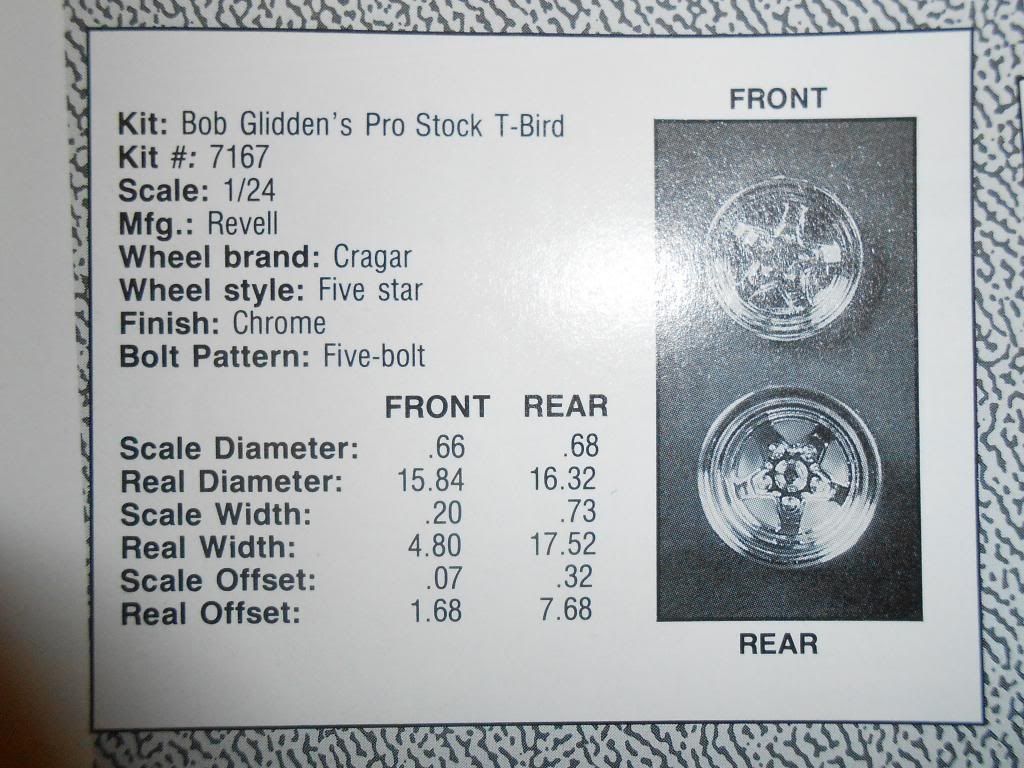 Kit: Bob Glidden's Pro Stock T-Bird
Kit #: 7167
Scale: 1/24
Mfg.: Revell
Wheel brand: Cragar
Wheel style: Five star
Finish: Chrome
Bolt Pattern: Five-bolt
FRONT REAR
Scale Diameter: .66 .68
Real Diameter: 15.84 16.32
Scale Width: .20 .73
Real Width: 4.80 17.52
Scale Offset: .07 .32
Real Offset: 1.68 7.68
FRONT
REAR